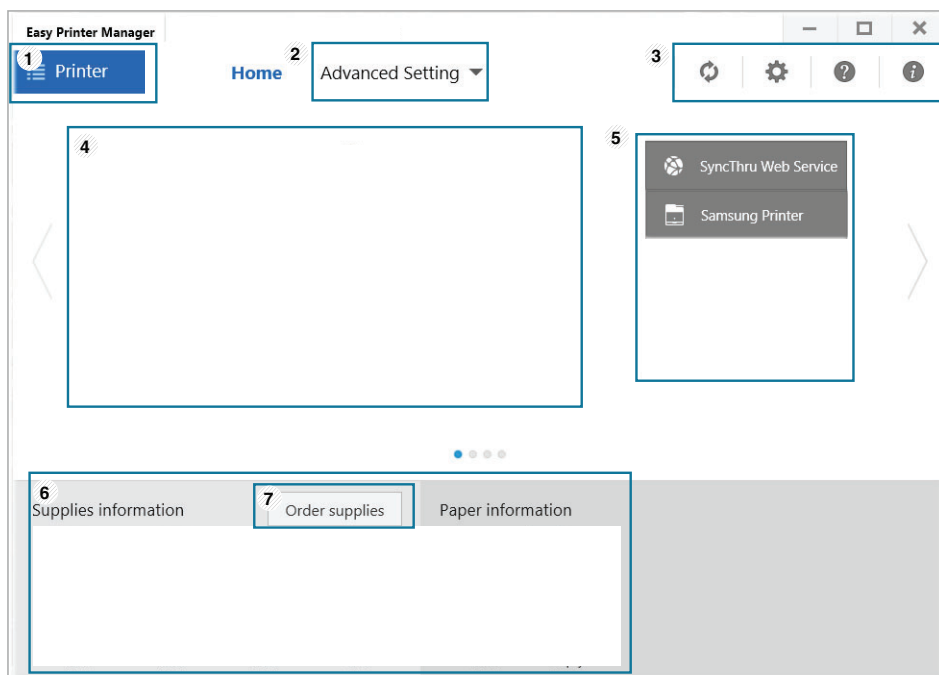 Easy Printer Manager
1
Printer
Home
2
Advanced Setting
3
4
5
SyncThru Web Service
Samsung Printer
6
Supplies information
7
Order supplies
Paper information